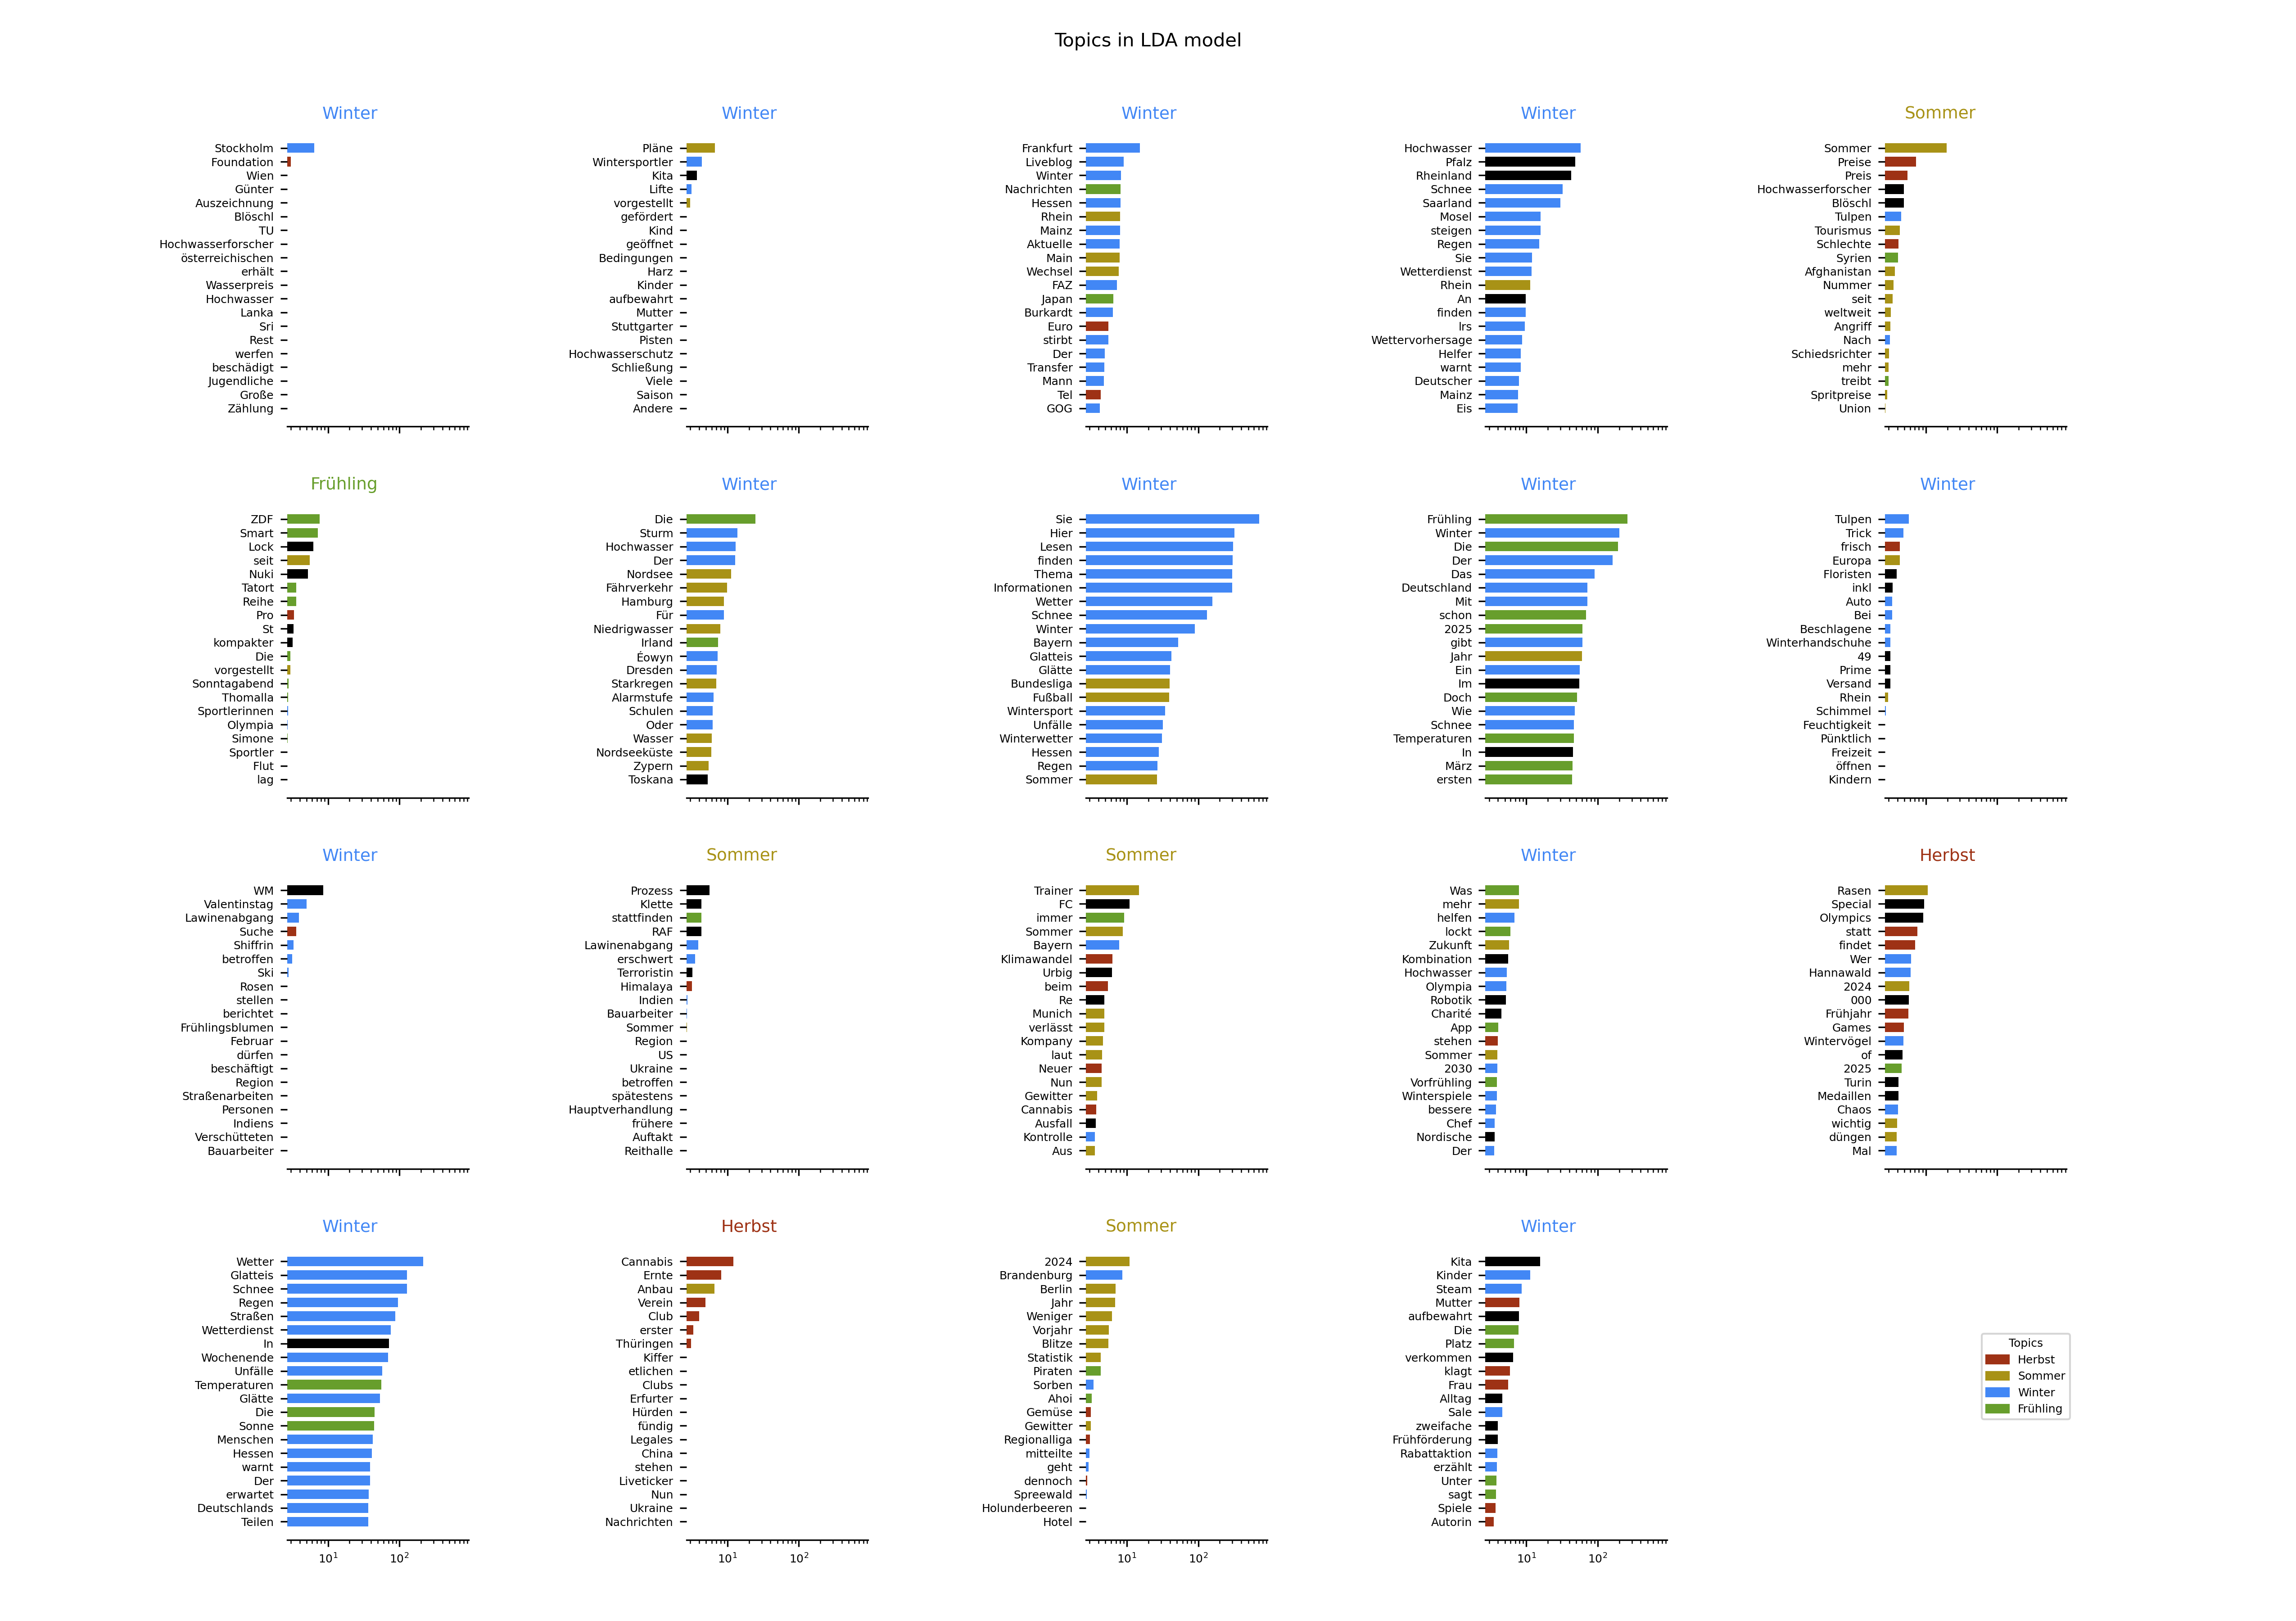 Topics in LDA model
Winter
Stockholm
Foundation
Wien
Günter
Auszeichnung
Blöschl
TU
Hochwasserforscher
österreichischen
erhält
Wasserpreis
Hochwasser
Lanka
Sri
Rest
werfen
beschädigt
Jugendliche
Große
Zählung
Winter
Pläne
Wintersportler
Kita
Lifte
vorgestellt
gefördert
Kind
geöffnet
Bedingungen
Harz
Kinder
aufbewahrt
Mutter
Stuttgarter
Pisten
Hochwasserschutz
Schließung
Viele
Saison
Andere
Winter
Frankfurt
Liveblog
Winter
Nachrichten
Hessen
Rhein
Mainz
Aktuelle
Main
Wechsel
FAZ
Japan
Burkardt
Euro
stirbt
Der
Transfer
Mann
Tel
GOG
Winter
Hochwasser
Pfalz
Rheinland
Schnee
Saarland
Mosel
steigen
Regen
Sie
Wetterdienst
Rhein
An
finden
Irs
Wettervorhersage
Helfer
warnt
Deutscher
Mainz
Eis
Sommer
Sommer
Preise
Preis
Hochwasserforscher
Blöschl
Tulpen
Tourismus
Schlechte
Syrien
Afghanistan
Nummer
seit
weltweit
Angriff
Nach
Schiedsrichter
mehr
treibt
Spritpreise
Union
Frühling
ZDF
Smart
Lock
seit
Nuki
Tatort
Reihe
Pro
St
kompakter
Die
vorgestellt
Sonntagabend
Thomalla
Sportlerinnen
Olympia
Simone
Sportler
Flut
lag
Winter
Die
Sturm
Hochwasser
Der
Nordsee
Fährverkehr
Hamburg
Für
Niedrigwasser
Irland
Éowyn
Dresden
Starkregen
Alarmstufe
Schulen
Oder
Wasser
Nordseeküste
Zypern
Toskana
Winter
Sie
Hier
Lesen
finden
Thema
Informationen
Wetter
Schnee
Winter
Bayern
Glatteis
Glätte
Bundesliga
Fußball
Wintersport
Unfälle
Winterwetter
Hessen
Regen
Sommer
Winter
Frühling
Winter
Die
Der
Das
Deutschland
Mit
schon
2025
gibt
Jahr
Ein
Im
Doch
Wie
Schnee
Temperaturen
In
März
ersten
Winter
Tulpen
Trick
frisch
Europa
Floristen
inkl
Auto
Bei
Beschlagene
Winterhandschuhe
49
Prime
Versand
Rhein
Schimmel
Feuchtigkeit
Pünktlich
Freizeit
öffnen
Kindern
Winter
WM
Valentinstag
Lawinenabgang
Suche
Shiffrin
betroffen
Ski
Rosen
stellen
berichtet
Frühlingsblumen
Februar
dürfen
beschäftigt
Region
Straßenarbeiten
Personen
Indiens
Verschütteten
Bauarbeiter
Sommer
Prozess
Klette
stattfinden
RAF
Lawinenabgang
erschwert
Terroristin
Himalaya
Indien
Bauarbeiter
Sommer
Region
US
Ukraine
betroffen
spätestens
Hauptverhandlung
frühere
Auftakt
Reithalle
Sommer
Trainer
FC
immer
Sommer
Bayern
Klimawandel
Urbig
beim
Re
Munich
verlässt
Kompany
laut
Neuer
Nun
Gewitter
Cannabis
Ausfall
Kontrolle
Aus
Winter
Was
mehr
helfen
lockt
Zukunft
Kombination
Hochwasser
Olympia
Robotik
Charité
App
stehen
Sommer
2030
Vorfrühling
Winterspiele
bessere
Chef
Nordische
Der
Herbst
Rasen
Special
Olympics
statt
findet
Wer
Hannawald
2024
000
Frühjahr
Games
Wintervögel
of
2025
Turin
Medaillen
Chaos
wichtig
düngen
Mal
Winter
Wetter
Glatteis
Schnee
Regen
Straßen
Wetterdienst
In
Wochenende
Unfälle
Temperaturen
Glätte
Die
Sonne
Menschen
Hessen
warnt
Der
erwartet
Deutschlands
Teilen
10¹ 10²
Herbst
Cannabis
Ernte
Anbau
Verein
Club
erster
Thüringen
Kiffer
etlichen
Clubs
Erfurter
Hürden
fündig
Legales
China
stehen
Liveticker
Nun
Ukraine
Nachrichten
10¹ 10²
Sommer
2024
Brandenburg
Berlin
Jahr
Weniger
Vorjahr
Blitze
Statistik
Piraten
Sorben
Ahoi
Gemüse
Gewitter
Regionalliga
mitteilte
geht
dennoch
Spreewald
Holunderbeeren
Hotel
10¹ 10²
Winter
Kita
Kinder
Steam
Mutter
aufbewahrt
Die
Platz
verkommen
klagt
Frau
Alltag
Sale
zweifache
Frühförderung
Rabattaktion
erzählt
Unter
sagt
Spiele
Autorin
10¹ 10²
Topics
Herbst
Sommer
Winter
Frühling